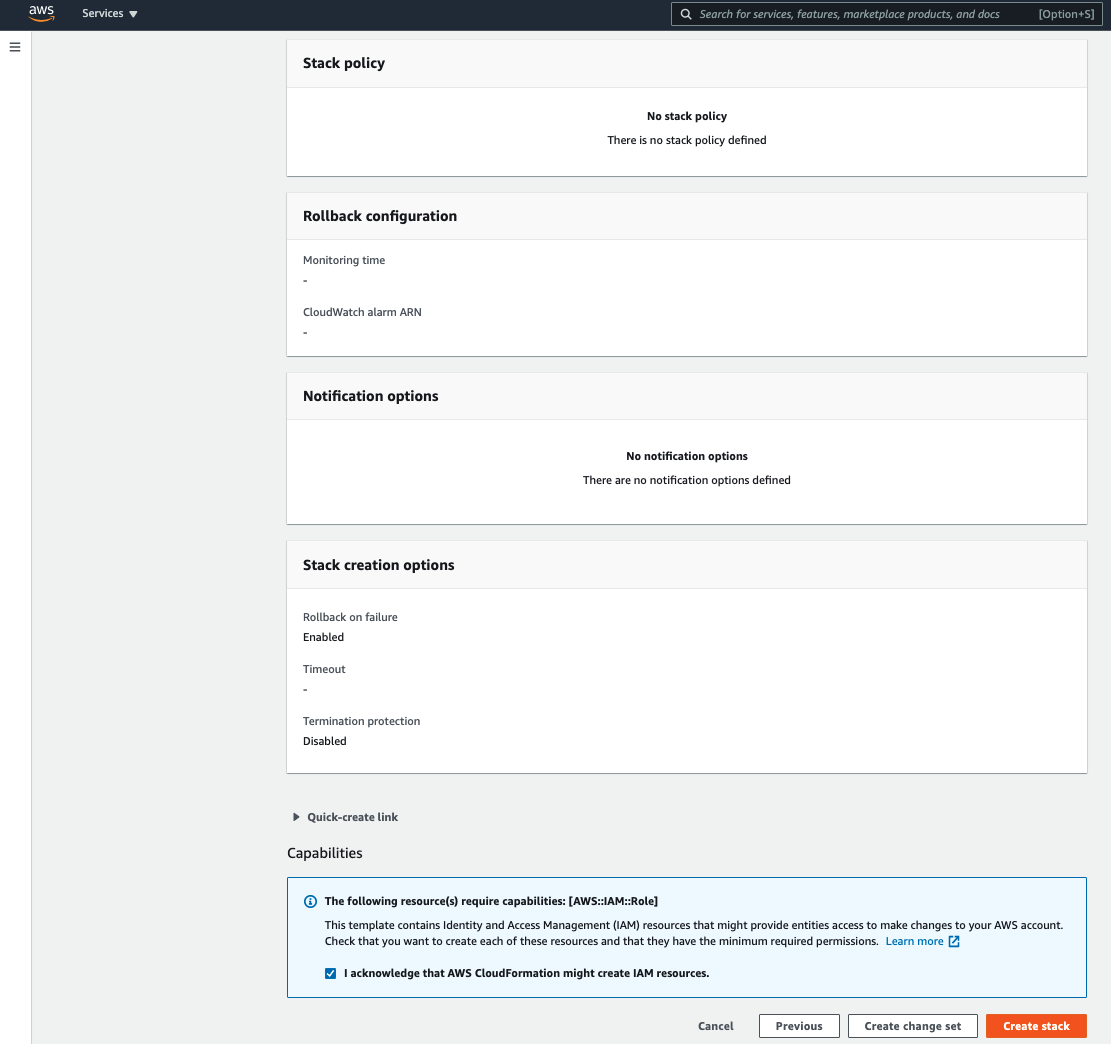 aws
Services
Search for services, features, marketplace products, and docs [Option+S]
Stack policy
No stack policy
There is no stack policy defined
Rollback configuration
Monitoring time
-
CloudWatch alarm ARN
-
Notification options
No notification options
There are no notification options defined
Stack creation options
Rollback on failure
Enabled
Timeout
-
Termination protection
Disabled
Quick-create link
Capabilities
The following resource(s) require capabilities: [AWS::IAM::Role]
This template contains Identity and Access Management (IAM) resources that might provide entities access to make changes to your AWS account.
Check that you want to create each of these resources and that they have the minimum required permissions. Learn more
I acknowledge that AWS CloudFormation might create IAM resources.
Cancel Previous Create change set Create stack